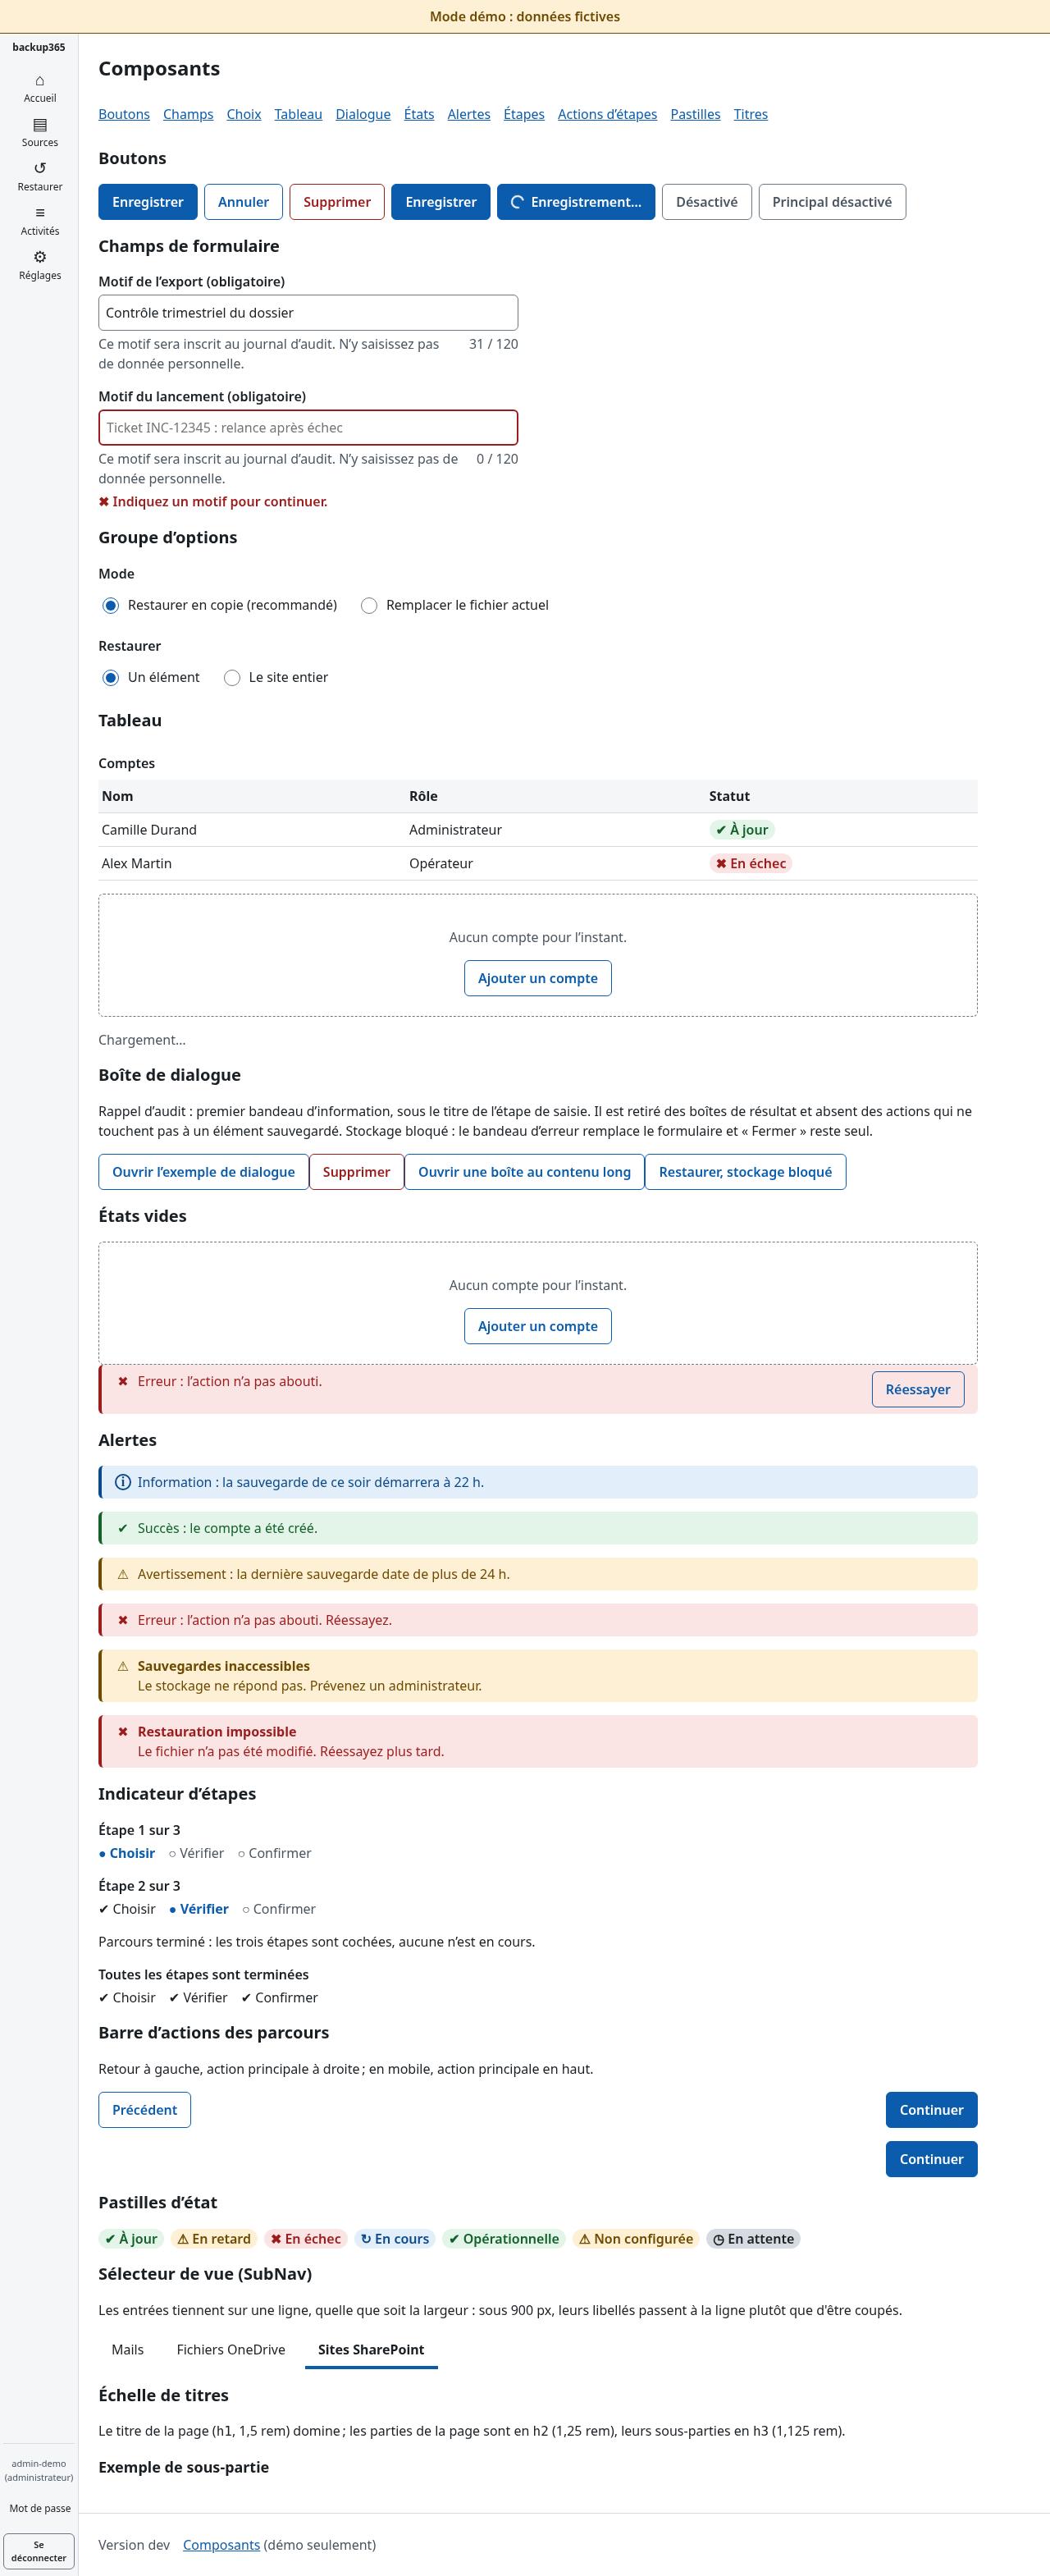 Mode démo : données fictives
backup365
Accueil
Sources
Restaurer
Activités
Réglages
Composants
Boutons Champs Choix Tableau Dialogue États Alertes Étapes Actions d’étapes Pastilles Titres
Boutons
Enregistrer Annuler Supprimer Enregistrer Enregistrement… Désactivé Principal désactivé
Champs de formulaire
Motif de l’export (obligatoire)
Contrôle trimestriel du dossier
Ce motif sera inscrit au journal d’audit. N’y saisissez pas 31 / 120
de donnée personnelle.
Motif du lancement (obligatoire)
Ticket INC-12345 : relance après échec
Ce motif sera inscrit au journal d’audit. N’y saisissez pas de 0 / 120
donnée personnelle.
✖ Indiquez un motif pour continuer.
Groupe d’options
Mode
Restaurer en copie (recommandé) Remplacer le fichier actuel
Restaurer
Un élément Le site entier
Tableau
Comptes
Nom Rôle Statut
Camille Durand Administrateur ✔ À jour
Alex Martin Opérateur ✖ En échec
Aucun compte pour l’instant.
Ajouter un compte
Chargement…
Boîte de dialogue
Rappel d’audit : premier bandeau d’information, sous le titre de l’étape de saisie. Il est retiré des boîtes de résultat et absent des actions qui ne
touchent pas à un élément sauvegardé. Stockage bloqué : le bandeau d’erreur remplace le formulaire et « Fermer » reste seul.
Ouvrir l’exemple de dialogue Supprimer Ouvrir une boîte au contenu long Restaurer, stockage bloqué
États vides
Aucun compte pour l’instant.
Ajouter un compte
✖ Erreur : l’action n’a pas abouti. Réessayer
Alertes
ⓘ Information : la sauvegarde de ce soir démarrera à 22 h.
✔ Succès : le compte a été créé.
⚠ Avertissement : la dernière sauvegarde date de plus de 24 h.
✖ Erreur : l’action n’a pas abouti. Réessayez.
⚠ Sauvegardes inaccessibles
Le stockage ne répond pas. Prévenez un administrateur.
✖ Restauration impossible
Le fichier n’a pas été modifié. Réessayez plus tard.
Indicateur d’étapes
Étape 1 sur 3
● Choisir ○ Vérifier ○ Confirmer
Étape 2 sur 3
✔ Choisir ● Vérifier ○ Confirmer
Parcours terminé : les trois étapes sont cochées, aucune n’est en cours.
Toutes les étapes sont terminées
✔ Choisir ✔ Vérifier ✔ Confirmer
Barre d’actions des parcours
Retour à gauche, action principale à droite ; en mobile, action principale en haut.
Précédent Continuer
Continuer
Pastilles d’état
✔ À jour ⚠ En retard ✖ En échec ↻ En cours ✔ Opérationnelle ⚠ Non configurée ◷ En attente
Sélecteur de vue (SubNav)
Les entrées tiennent sur une ligne, quelle que soit la largeur : sous 900 px, leurs libellés passent à la ligne plutôt que d'être coupés.
Mails Fichiers OneDrive Sites SharePoint
Échelle de titres
Le titre de la page (h1, 1,5 rem) domine ; les parties de la page sont en h2 (1,25 rem), leurs sous-parties en h3 (1,125 rem).
Exemple de sous-partie
admin-demo
(administrateur)
Mot de passe
Se
déconnecter
Version dev Composants (démo seulement)